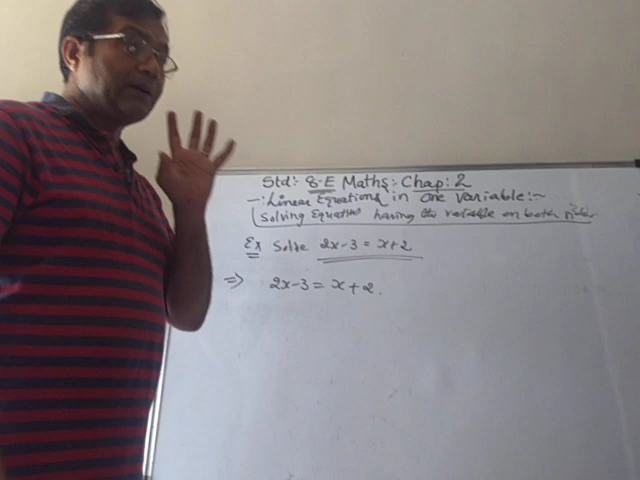 Std:- 8-E Maths:- Chap: 2
-: Linear Equations in One Variable:-
Solving Equations having the variable on both sides
Ex Solve 2x-3 = x+2
⇒ 2x-3 = x+2.